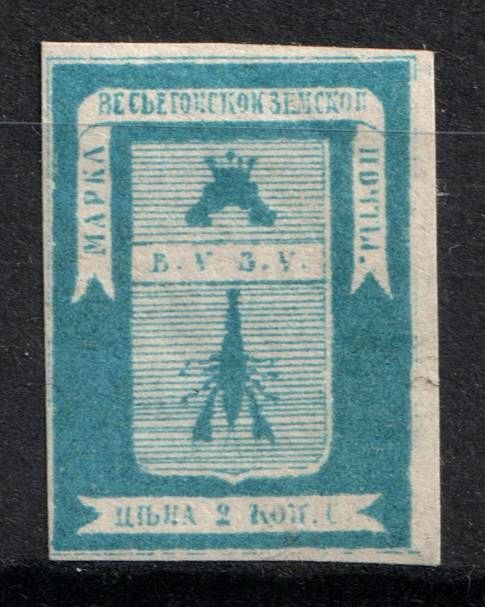 МАРКА
ВЕСЬЕГОНСКОЙ ЗЕМСКОЙ
ПОЧТЫ.
В. У. З. У.
ЦѢНА 2 КОП. С.